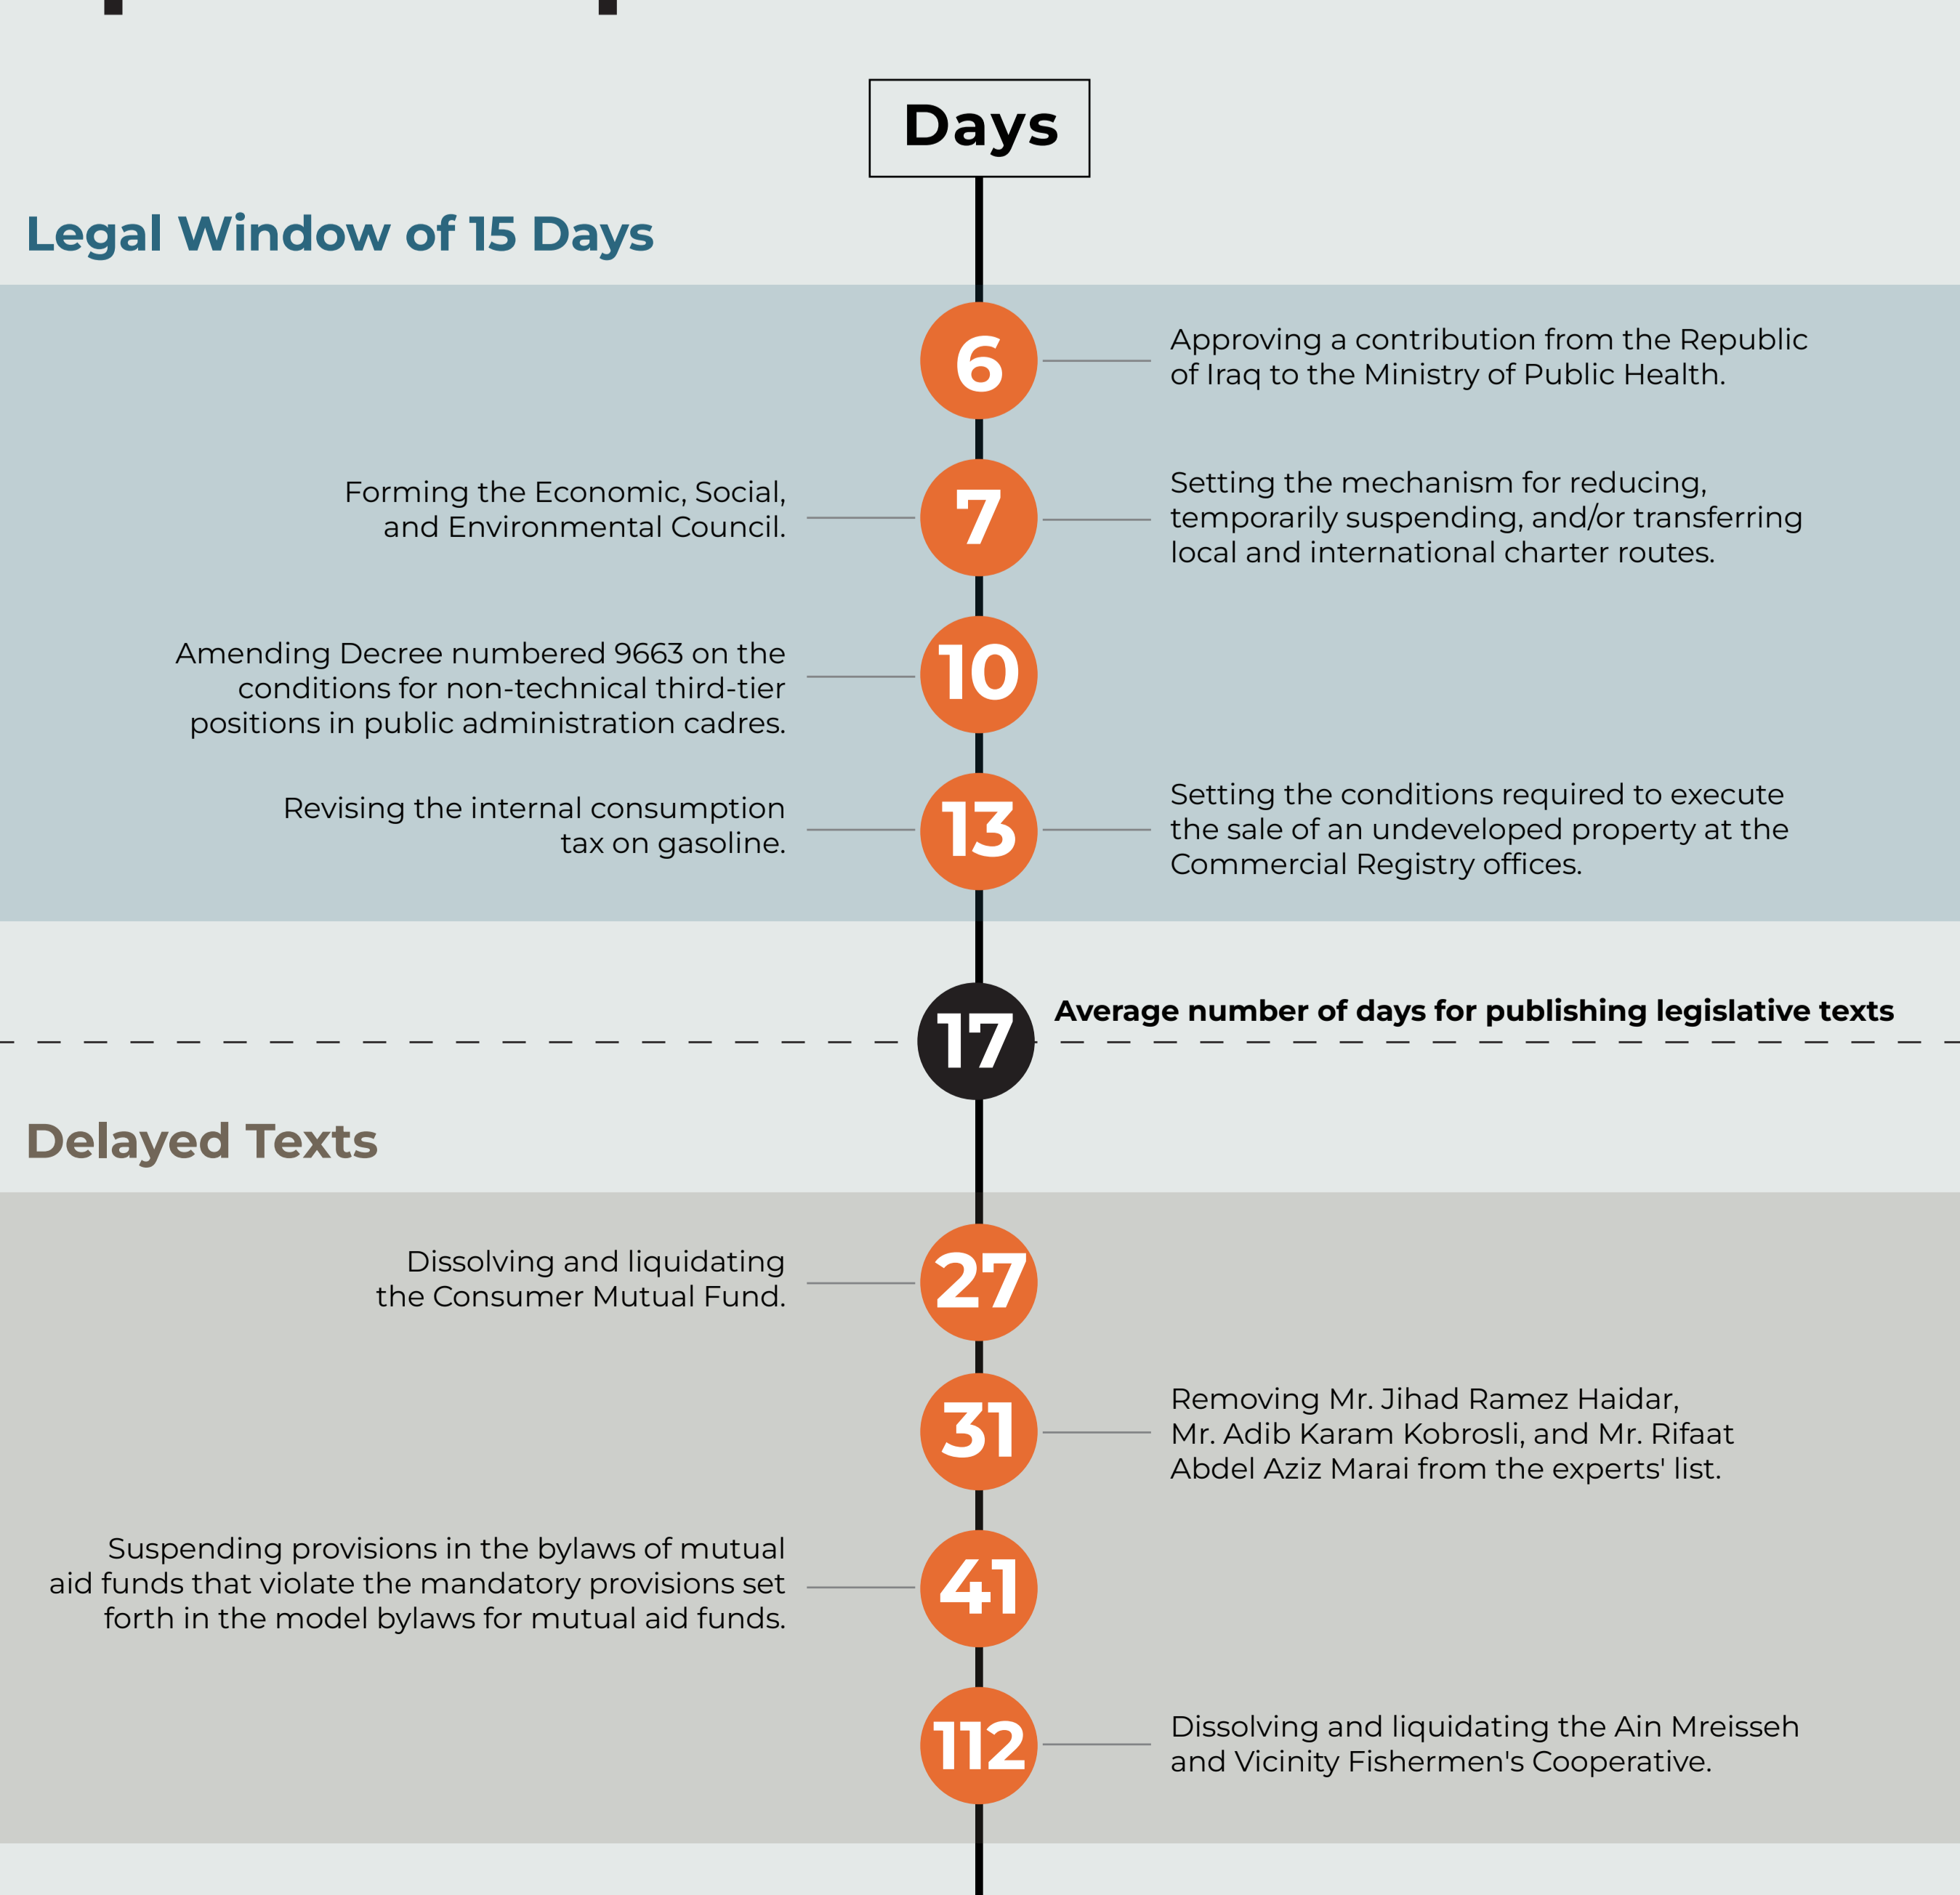 Days
Legal Window of 15 Days
6
Approving a contribution from the Republic
of Iraq to the Ministry of Public Health.
Forming the Economic, Social,
and Environmental Council.
7
Setting the mechanism for reducing,
temporarily suspending, and/or transferring
local and international charter routes.
Amending Decree numbered 9663 on the
conditions for non-technical third-tier
positions in public administration cadres.
10
Revising the internal consumption
tax on gasoline.
13
Setting the conditions required to execute
the sale of an undeveloped property at the
Commercial Registry offices.
17
Average number of days for publishing legislative texts
Delayed Texts
Dissolving and liquidating
the Consumer Mutual Fund.
27
31
Removing Mr. Jihad Ramez Haidar,
Mr. Adib Karam Kobrosli, and Mr. Rifaat
Abdel Aziz Marai from the experts' list.
Suspending provisions in the bylaws of mutual
aid funds that violate the mandatory provisions set
forth in the model bylaws for mutual aid funds.
41
112
Dissolving and liquidating the Ain Mreisseh
and Vicinity Fishermen's Cooperative.